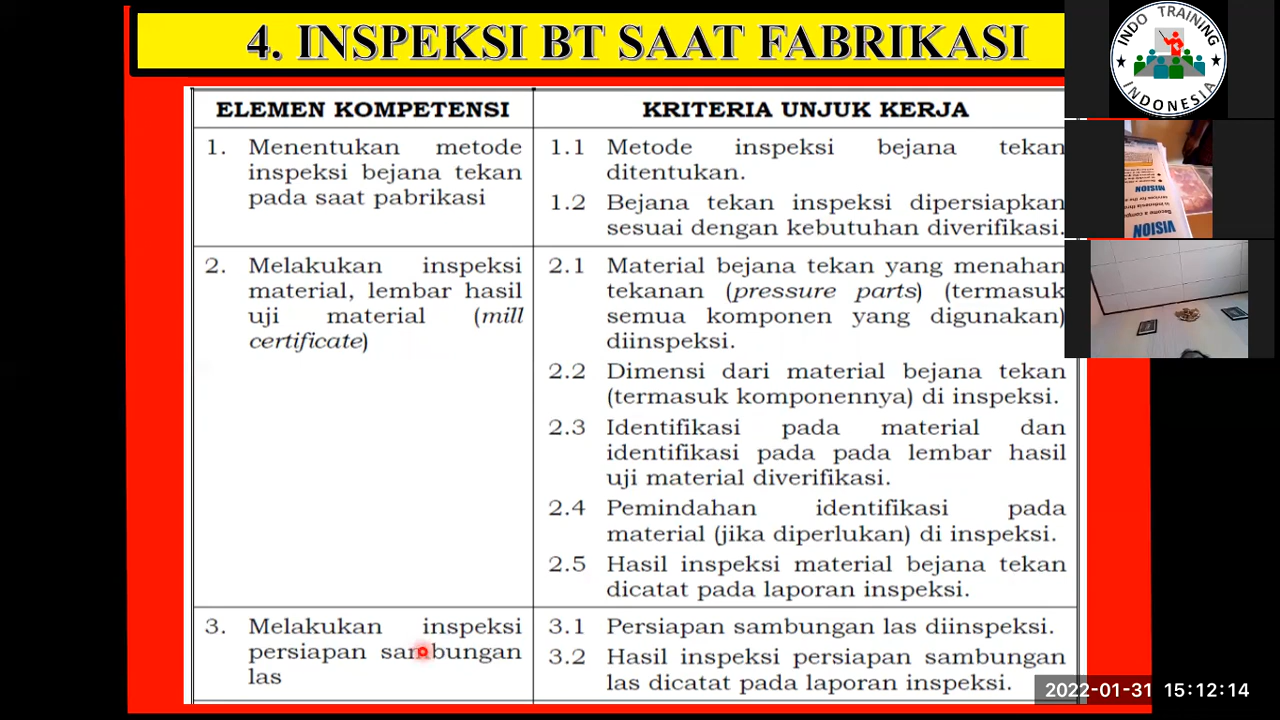 4. INSPEKSI BT SAAT FABRIKASI
ELEMEN KOMPETENSI
KRITERIA UNJUK KERJA
1. Menentukan metode
inspeksi bejana tekan
pada saat pabrikasi
1.1 Metode inspeksi bejana tekan
ditentukan.
1.2 Bejana tekan inspeksi dipersiapkan
sesuai dengan kebutuhan diverifikasi.
2. Melakukan inspeksi
material, lembar hasil
uji material (mill
certificate)
2.1 Material bejana tekan yang menahan
tekanan (pressure parts) (termasuk
semua komponen yang digunakan)
diinspeksi.
2.2 Dimensi dari material bejana tekan
(termasuk komponennya) di inspeksi.
2.3 Identifikasi pada material dan
identifikasi pada pada lembar hasil
uji material diverifikasi.
2.4 Pemindahan identifikasi pada
material (jika diperlukan) di inspeksi.
2.5 Hasil inspeksi material bejana tekan
dicatat pada laporan inspeksi.
3. Melakukan inspeksi
persiapan sambungan
las
3.1 Persiapan sambungan las diinspeksi.
3.2 Hasil inspeksi persiapan sambungan
las dicatat pada laporan inspeksi.
INDO TRAINING
INDONESIA
MISION
VISION
2022-01-31 15:12:14